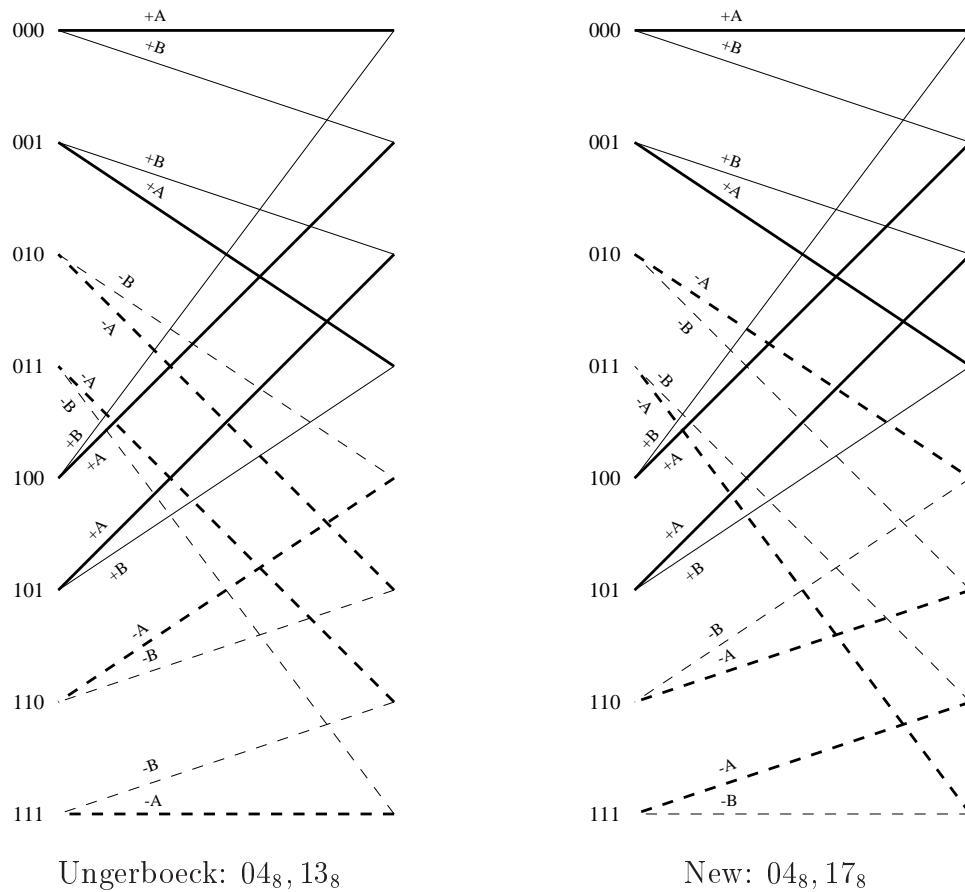 000
+A
+B
001
+B
+A
010
-B
-A
011
-A
-B
100
+B
+A
101
+A
+B
110
-A
-B
111
-B
-A
Ungerboeck: 04₈, 13₈
000
+A
+B
001
+B
+A
010
-A
-B
011
-B
-A
100
+B
+A
101
+A
+B
110
-B
-A
111
-A
-B
New: 04₈, 17₈